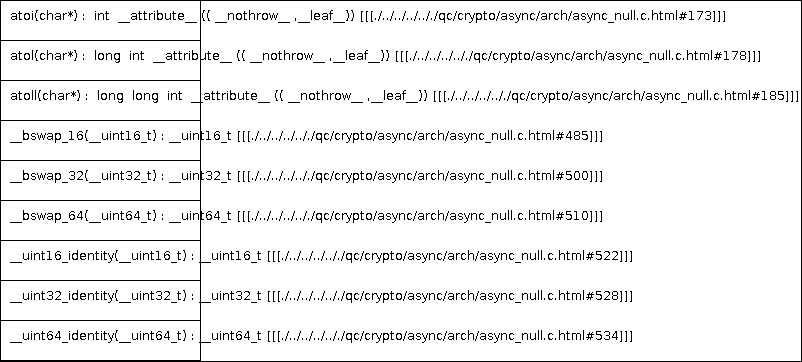 atoi(char*) : int __attribute__ (( __nothrow__ ,__leaf__)) [[[./../../../../../qc/crypto/async/arch/async_null.c.html#173]]]
atol(char*) : long int __attribute__ (( __nothrow__ ,__leaf__)) [[[./../../../../../qc/crypto/async/arch/async_null.c.html#178]]]
atoll(char*) : long long int __attribute__ (( __nothrow__ ,__leaf__)) [[[./../../../../../qc/crypto/async/arch/async_null.c.html#185]]]
__bswap_16(__uint16_t) : __uint16_t [[[./../../../../../qc/crypto/async/arch/async_null.c.html#485]]]
__bswap_32(__uint32_t) : __uint32_t [[[./../../../../../qc/crypto/async/arch/async_null.c.html#500]]]
__bswap_64(__uint64_t) : __uint64_t [[[./../../../../../qc/crypto/async/arch/async_null.c.html#510]]]
__uint16_identity(__uint16_t) : __uint16_t [[[./../../../../../qc/crypto/async/arch/async_null.c.html#522]]]
__uint32_identity(__uint32_t) : __uint32_t [[[./../../../../../qc/crypto/async/arch/async_null.c.html#528]]]
__uint64_identity(__uint64_t) : __uint64_t [[[./../../../../../qc/crypto/async/arch/async_null.c.html#534]]]